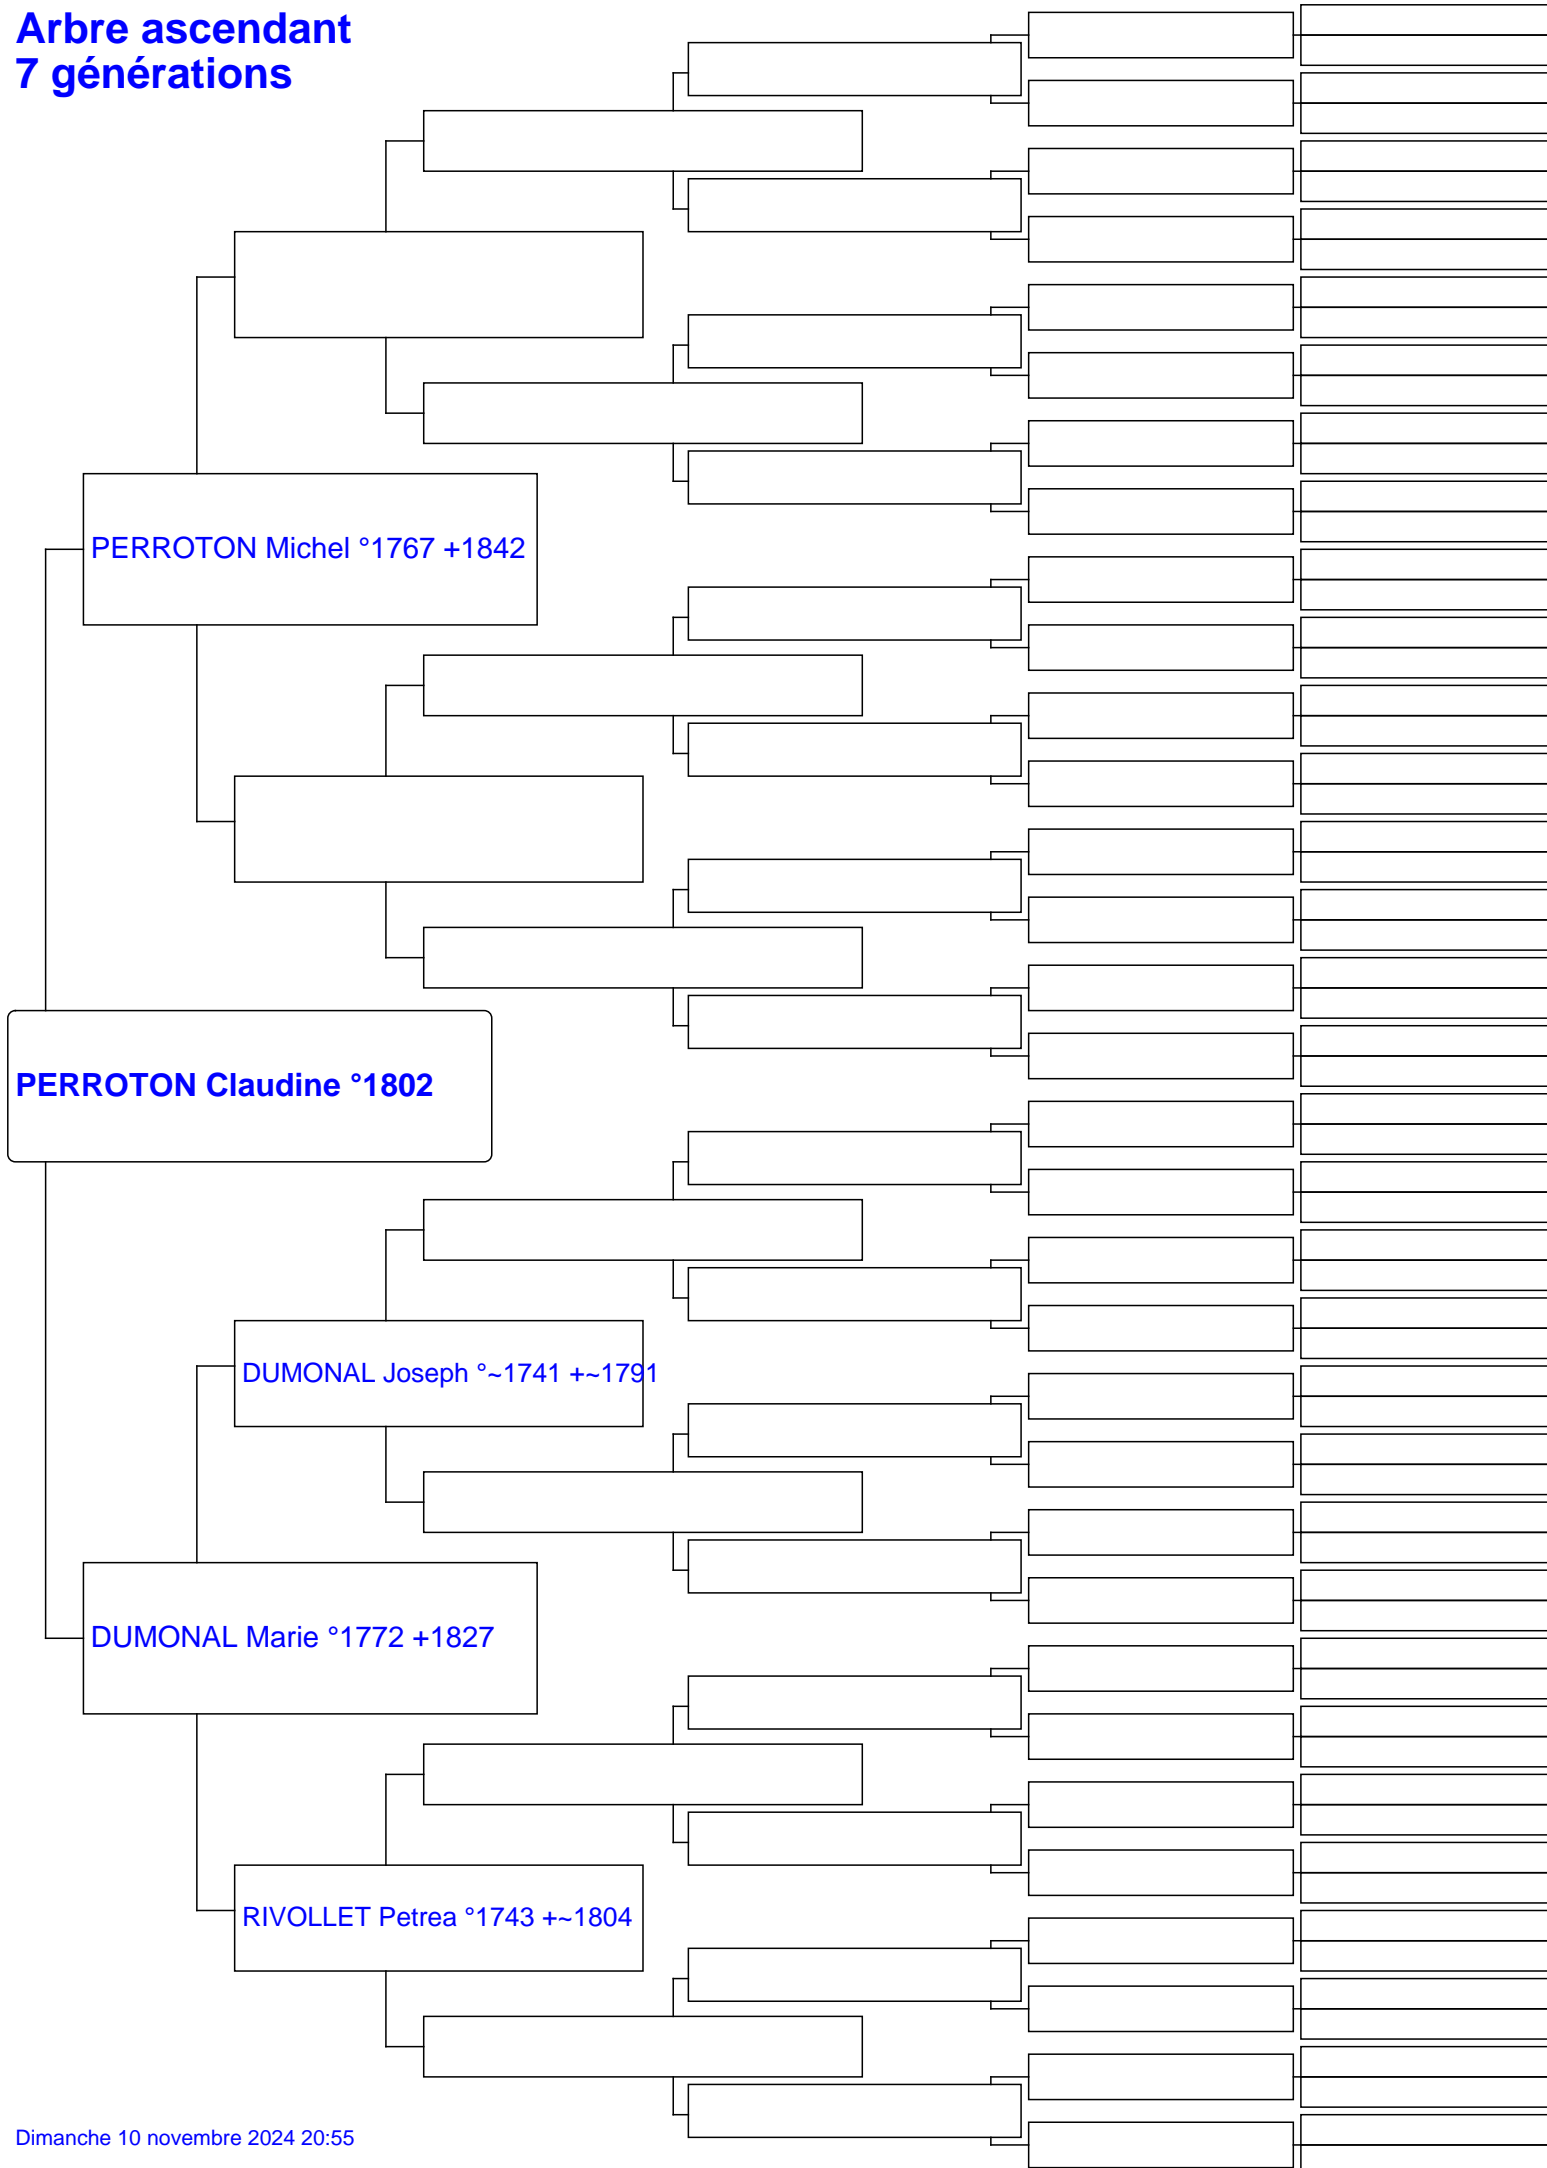 Arbre ascendant
7 générations
PERROTON Michel °1767 +1842
PERROTON Claudine °1802
DUMONAL Joseph °~1741 +~1791
DUMONAL Marie °1772 +1827
RIVOLLET Petrea °1743 +~1804
Dimanche 10 novembre 2024 20:55